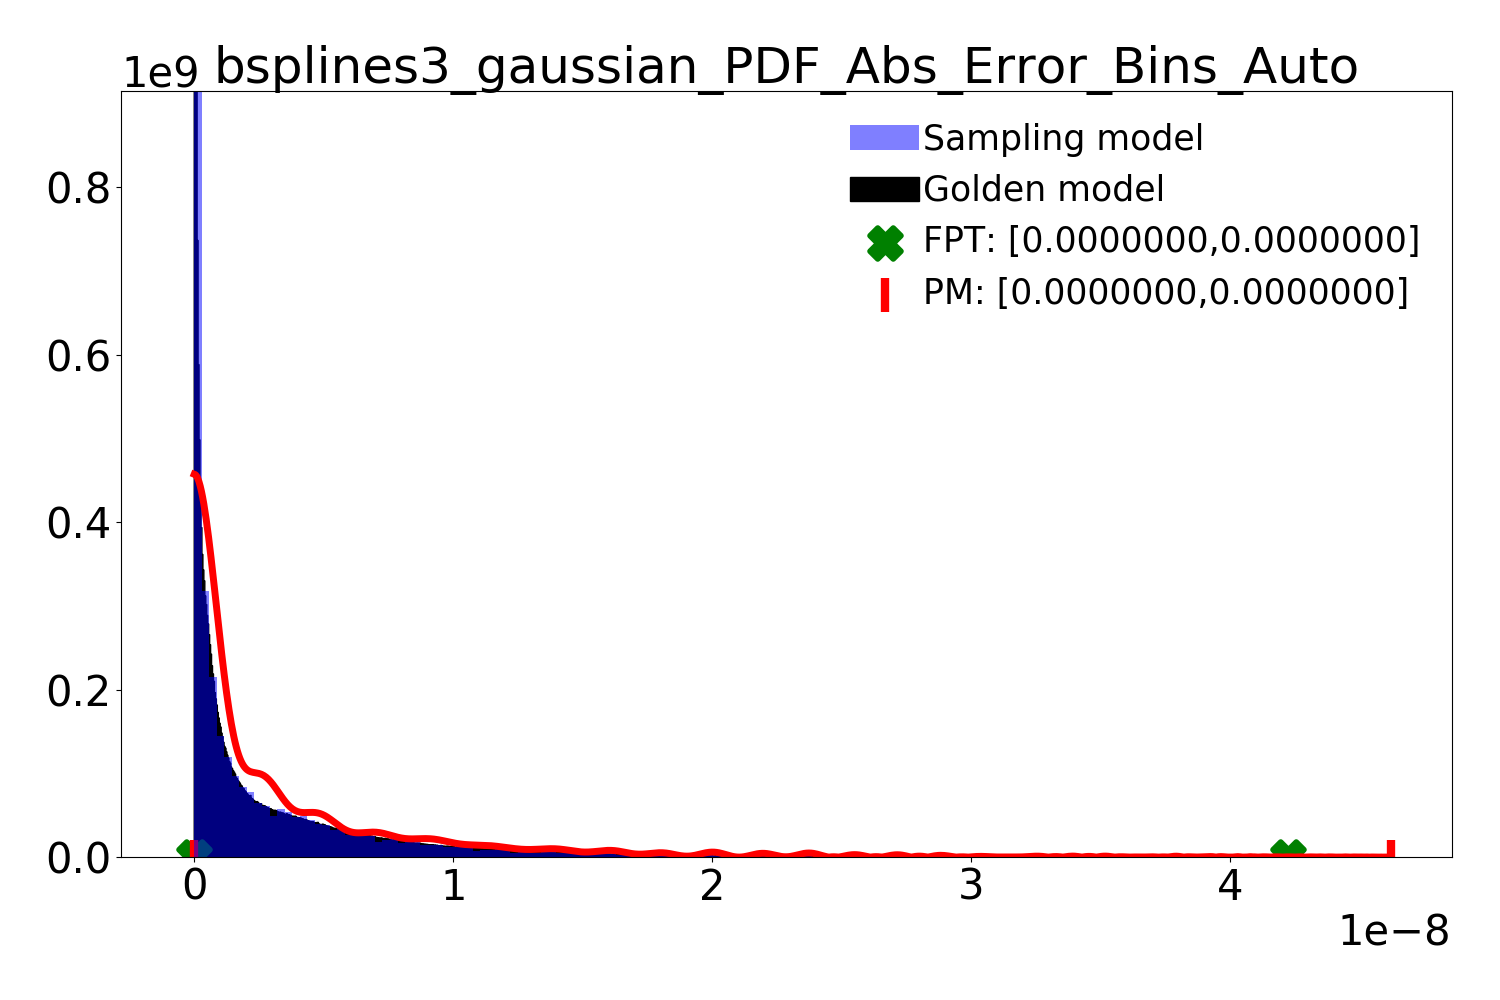 1e9 bsplines3_gaussian_PDF_Abs_Error_Bins_Auto
Sampling model
Golden model
FPT: [0.0000000,0.0000000]
PM: [0.0000000,0.0000000]
0.8
0.6
0.4
0.2
0.0
0 1 2 3 4
1e−8